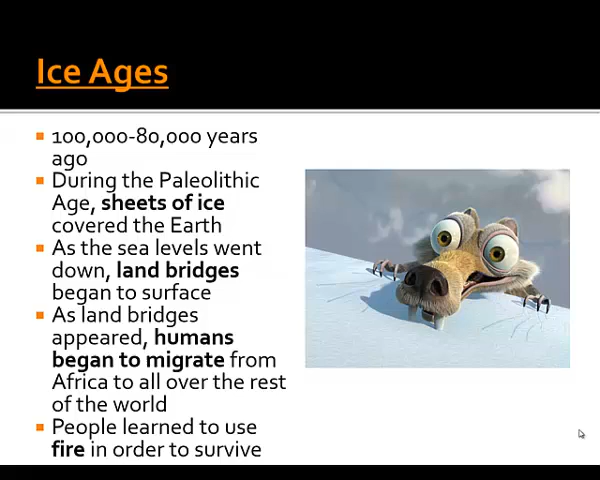 Ice Ages
100,000-80,000 years
ago
During the Paleolithic
Age, sheets of ice
covered the Earth
As the sea levels went
down, land bridges
began to surface
As land bridges
appeared, humans
began to migrate from
Africa to all over the rest
of the world
People learned to use
fire in order to survive